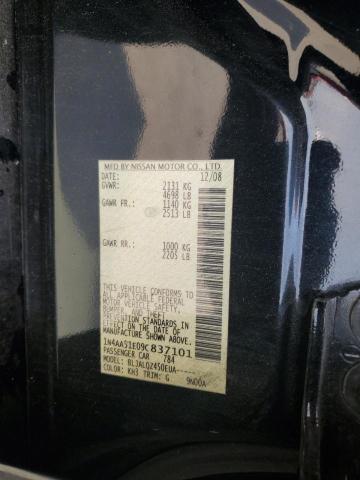 MFD BY NISSAN MOTOR CO., LTD.
12/08
GVWR: 2131 KG
4698 LB
GAWR FR. 1140 KG
2513 LB
GAWR RR: 1000 KG
2205 LB
THIS VEHICLE CONFORMS TO ALL
APPLICABLE FEDERAL MOTOR
VEHICLE SAFETY,
BUMPER, AND THEFT
PREVENTION STANDARDS IN
EFFECT ON THE DATE OF
MANUFACTURE SHOWN ABOVE.
1N4AA51E09C837101
PASSENGER CAR 784
MODEL: BLJALQZ450EUA-----
COLOR: KH3 TRIM: G 9N00A